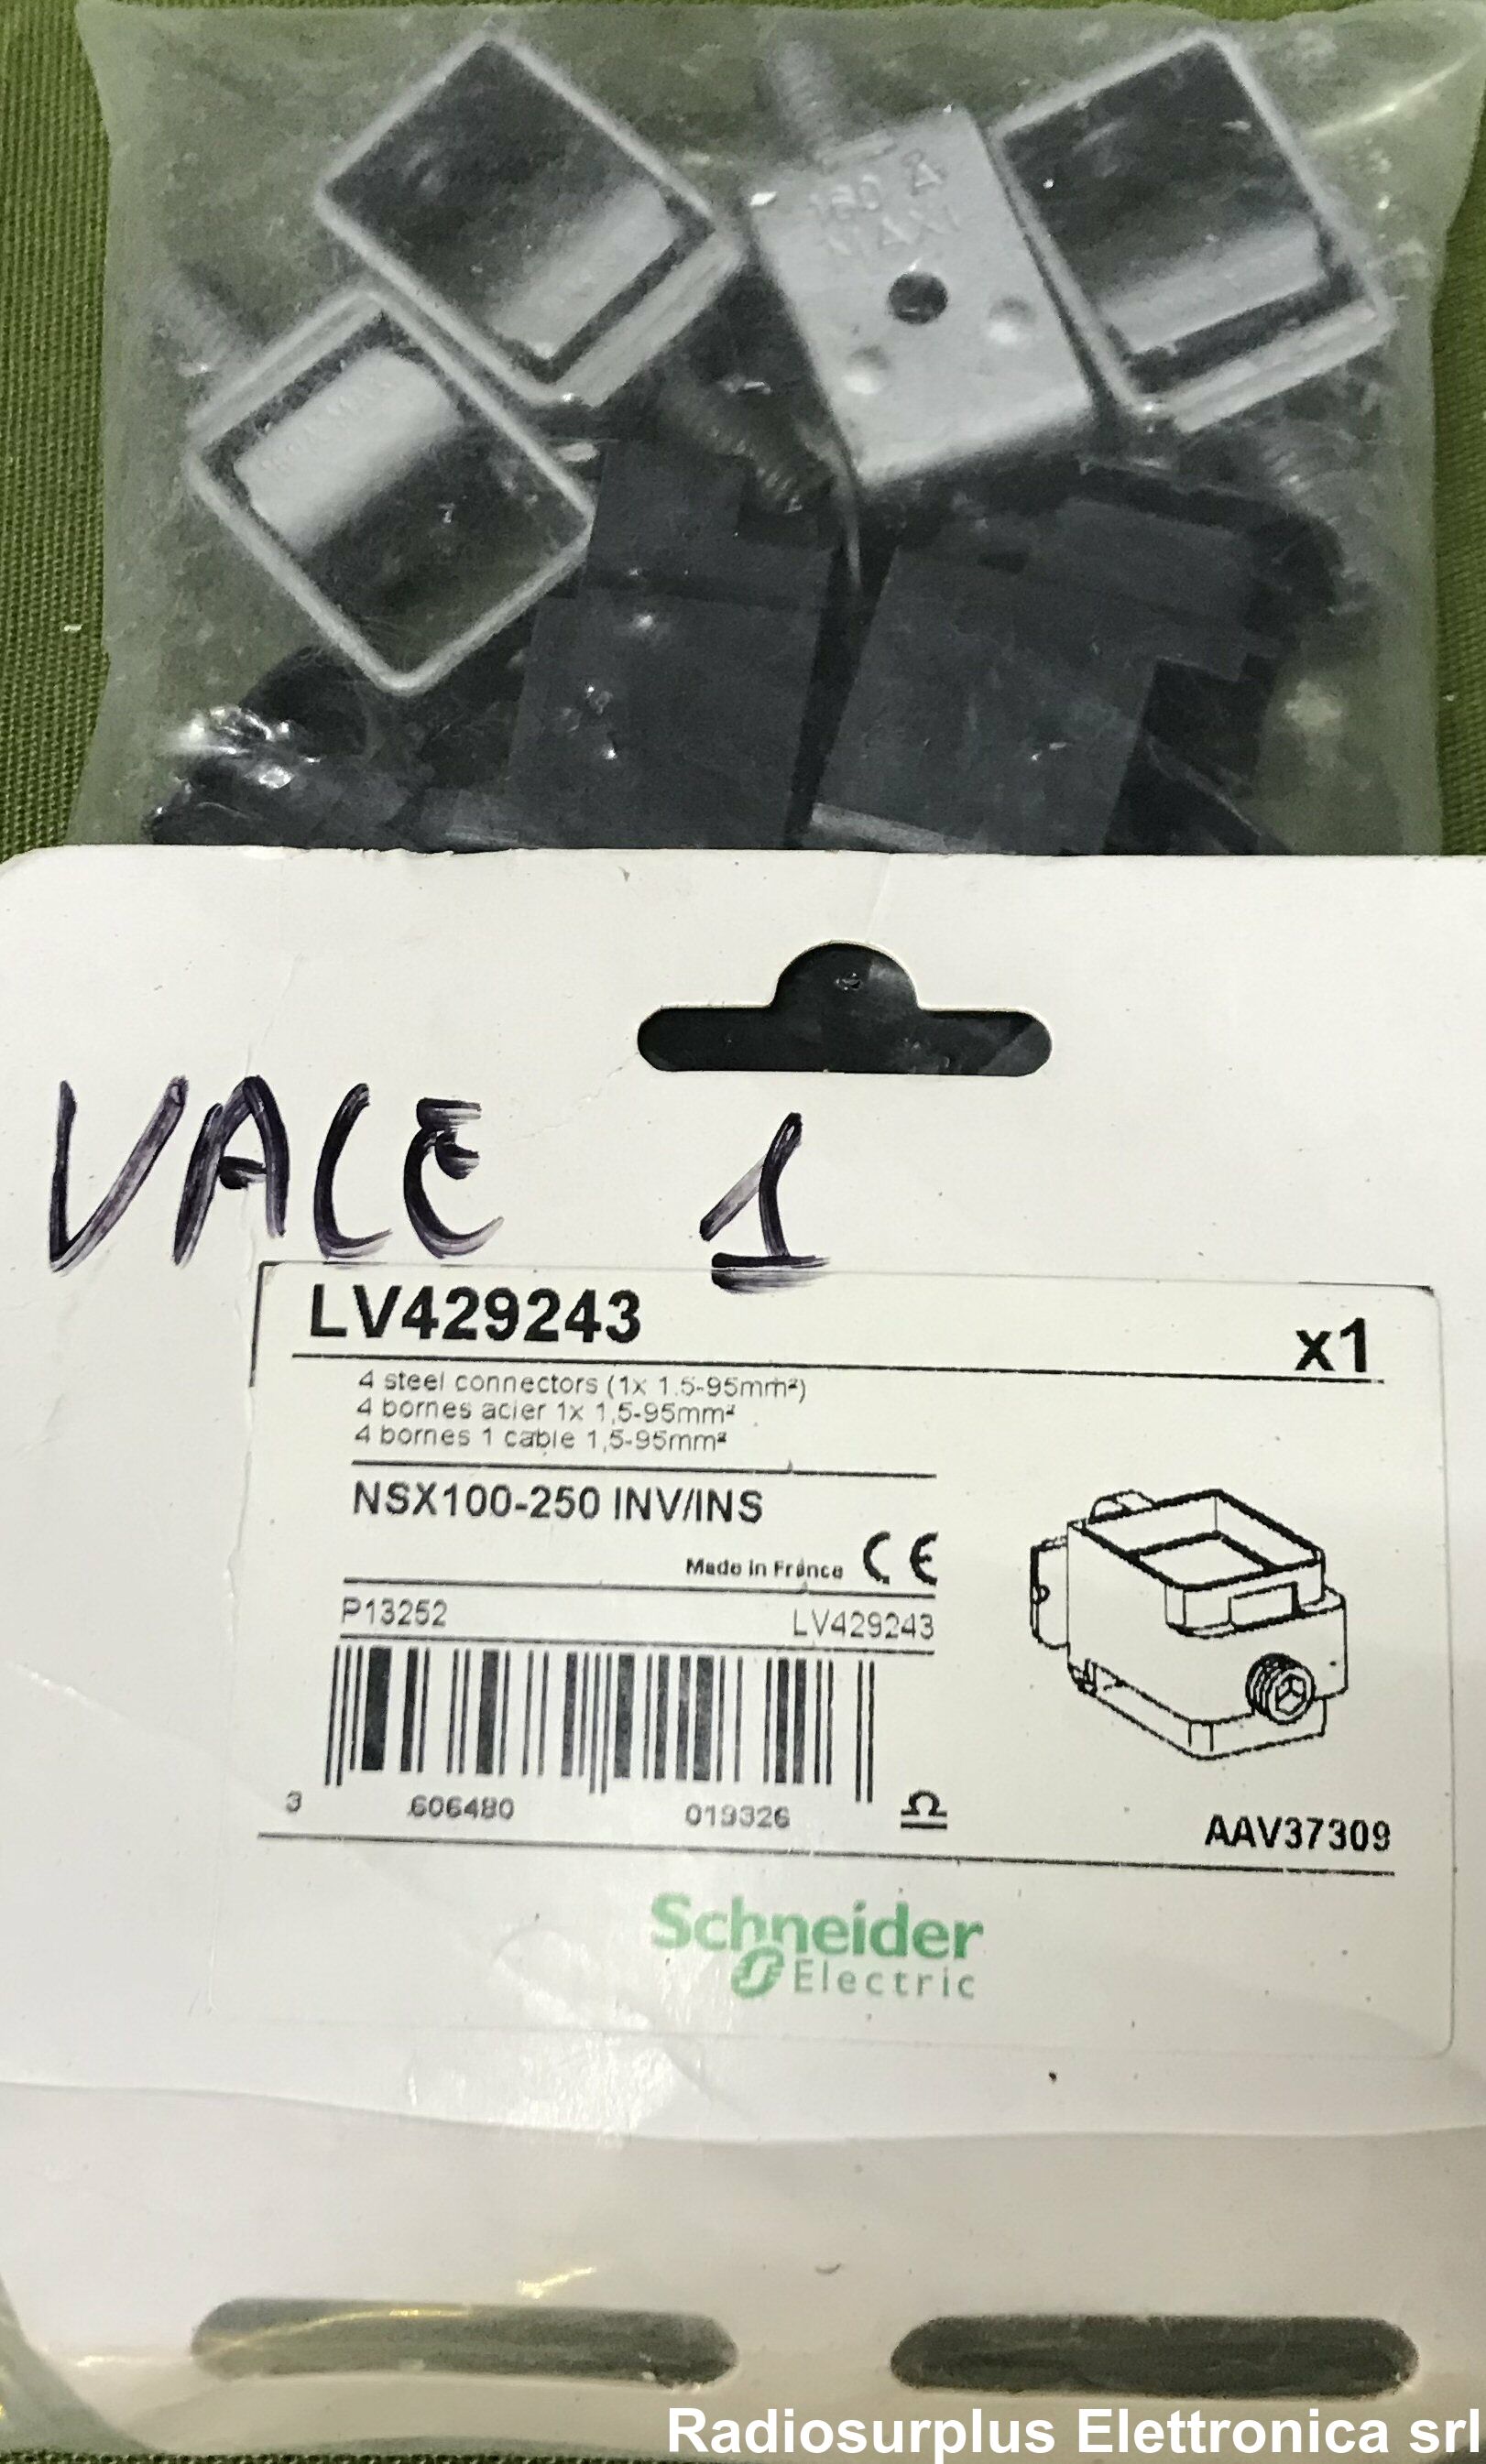 VALE 1
LV429243 x1
4 steel connectors (1x 1.5-95mm²)
4 bornes acier 1x 1,5-95mm²
4 bornes 1 cable 1,5-95mm²
NSX100-250 INV/INS
Made in France CE
P13252 LV429243
3 606480 019326
AAV37309
Schneider
Electric
Radiosurplus Elettronica srl